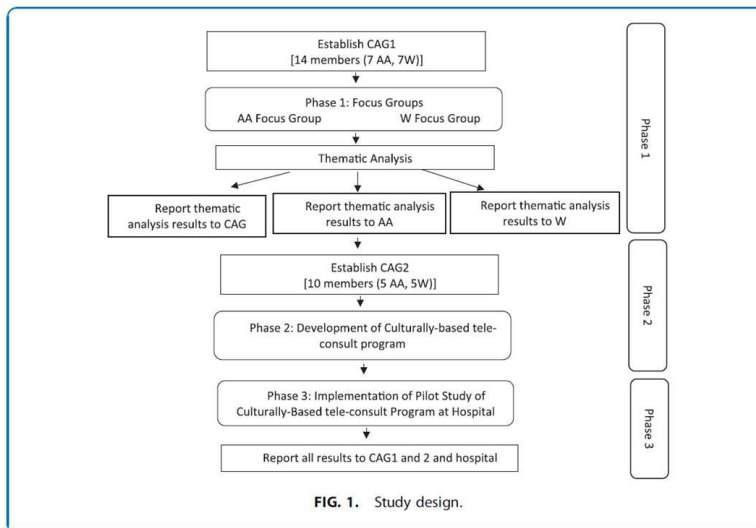 Establish CAG1
[14 members (7 AA, 7W)]
Phase 1: Focus Groups
AA Focus Group W Focus Group
Thematic Analysis
Report thematic
analysis results to CAG
Report thematic analysis
results to AA
Report thematic analysis
results to W
Phase 1
Establish CAG2
[10 members (5 AA, 5W)]
Phase 2: Development of Culturally-based tele-
consult program
Phase 2
Phase 3: Implementation of Pilot Study of
Culturally-Based tele-consult Program at Hospital
Report all results to CAG1 and 2 and hospital
Phase 3
FIG. 1. Study design.